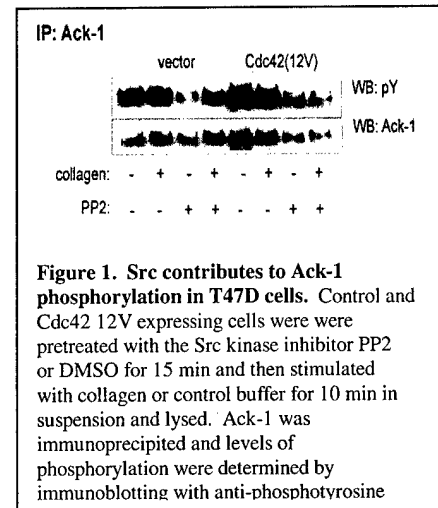 IP: Ack-1
vector Cdc42(12V)
WB: pY
WB: Ack-1
collagen: - + - + - + - +
PP2: - - + + - - + +
Figure 1. Src contributes to Ack-1
phosphorylation in T47D cells. Control and
Cdc42 12V expressing cells were were
pretreated with the Src kinase inhibitor PP2
or DMSO for 15 min and then stimulated
with collagen or control buffer for 10 min in
suspension and lysed. Ack-1 was
immunoprecipited and levels of
phosphorylation were determined by
immunoblotting with anti-phosphotyrosine